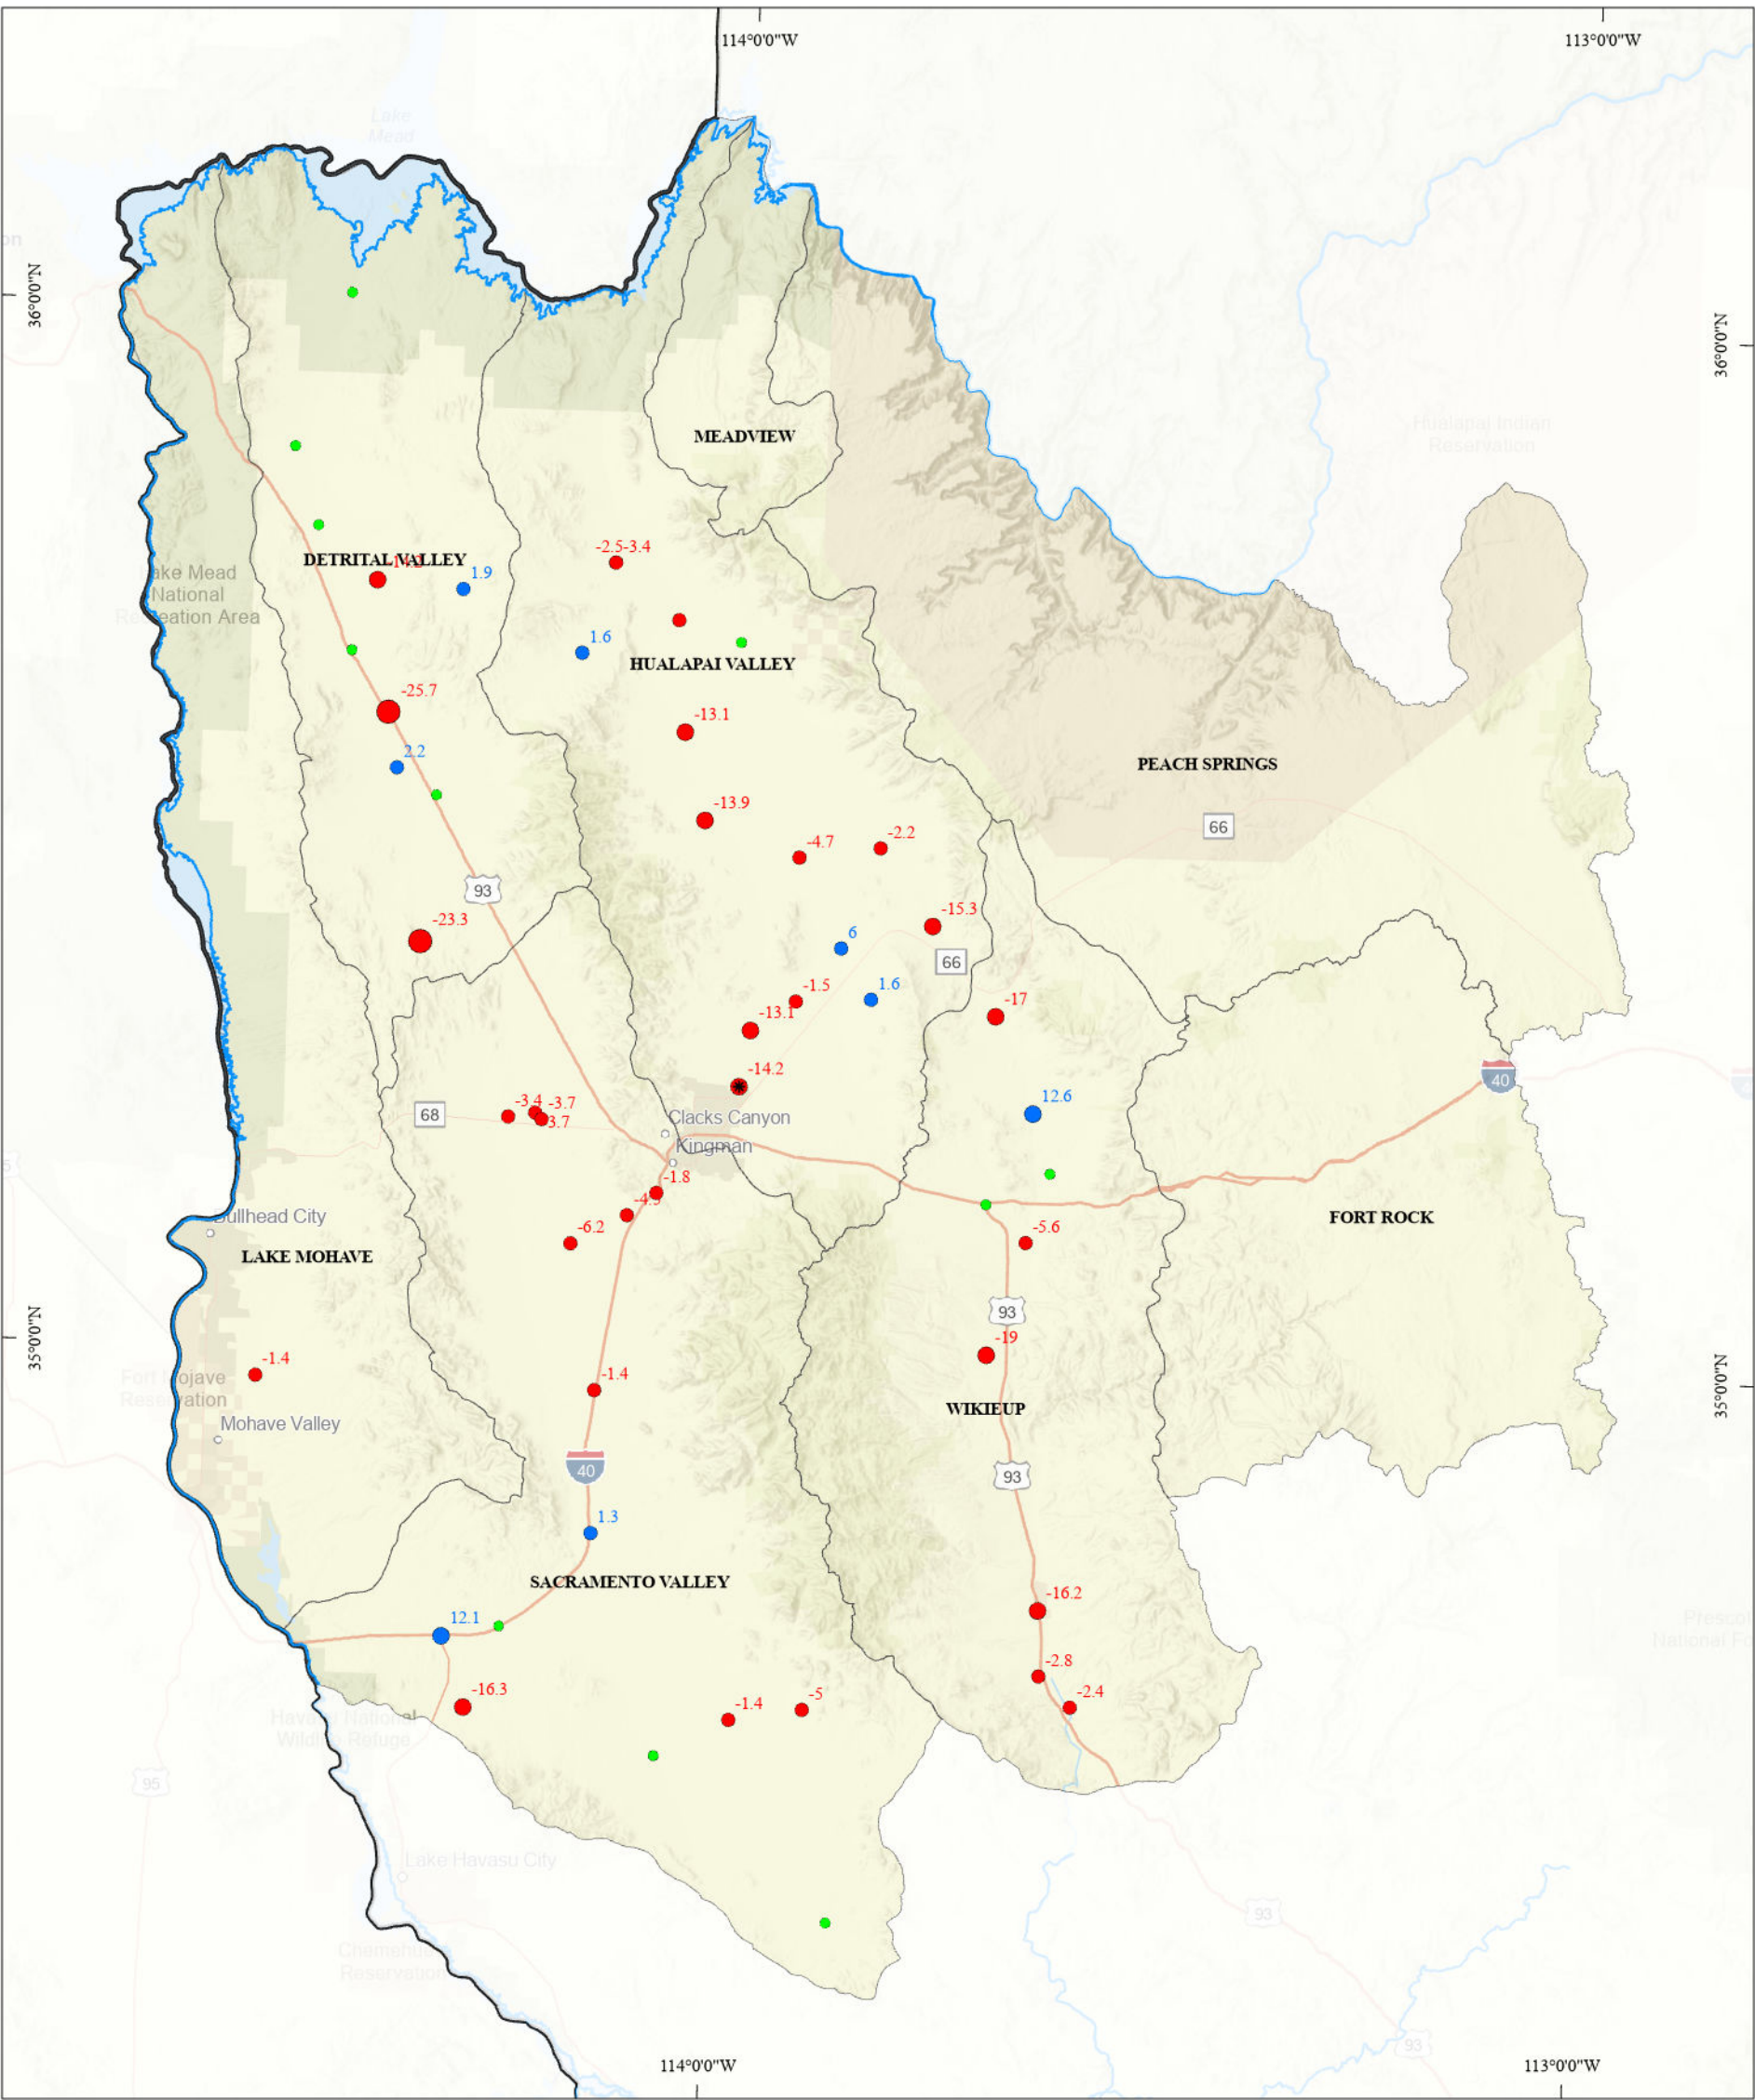 114°0'0"W
113°0'0"W
Lake
Mead
36°0'0"N
36°0'0"N
Hualapai Indian
Reservation
MEADVIEW
-2.5-3.4
DETRITAL VALLEY
1.9
ake Mead
National
Recreation Area
1.6
HUALAPAI VALLEY
-25.7
-13.1
2.2
PEACH SPRINGS
-13.9
66
-4.7
-2.2
93
-23.3
-15.3
6
66
1.6
-1.5
-17
-13.1
-14.2
40
-3.4
-3.7
3.7
68
12.6
Clacks Canyon
Kingman
-1.8
Bullhead City
FORT ROCK
-6.2
-5.6
LAKE MOHAVE
93
35°0'0"N
-19
-1.4
Fort Mojave
Reservation
-1.4
35°0'0"N
WIKIEUP
Mohave Valley
40
93
1.3
SACRAMENTO VALLEY
-16.2
12.1
-2.8
-16.3
-2.4
-1.4
-5
Havasu National
Wildlife Refuge
95
Lake Havasu City
93
Reservation
93
114°0'0"W
113°0'0"W